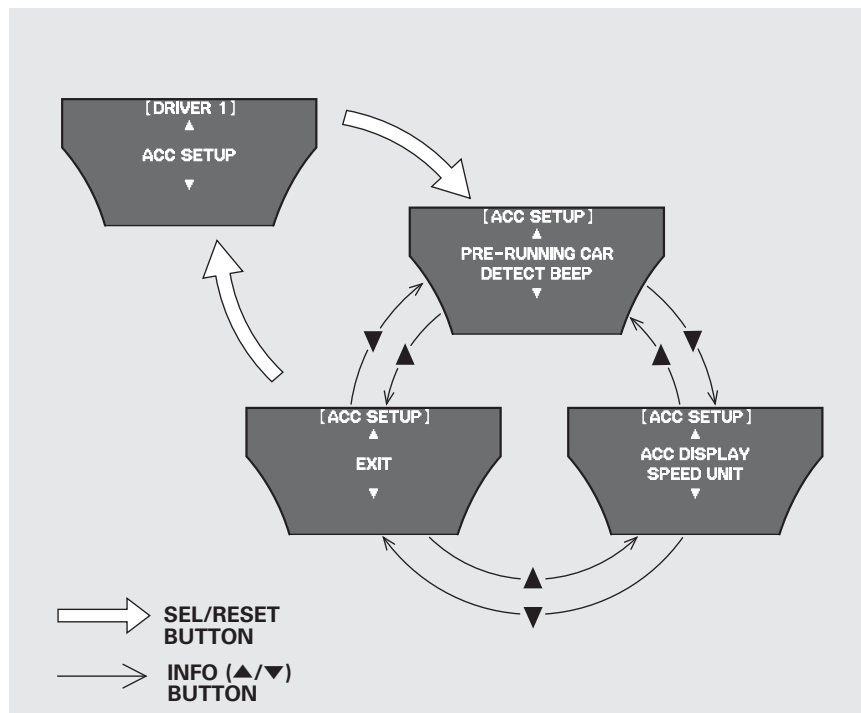 [DRIVER 1]
▲
ACC SETUP
▼
[ACC SETUP]
▲
PRE-RUNNING CAR
DETECT BEEP
▼
[ACC SETUP]
▲
EXIT
▼
[ACC SETUP]
▲
ACC DISPLAY
SPEED UNIT
▼
SEL/RESET
BUTTON
INFO (▲/▼)
BUTTON